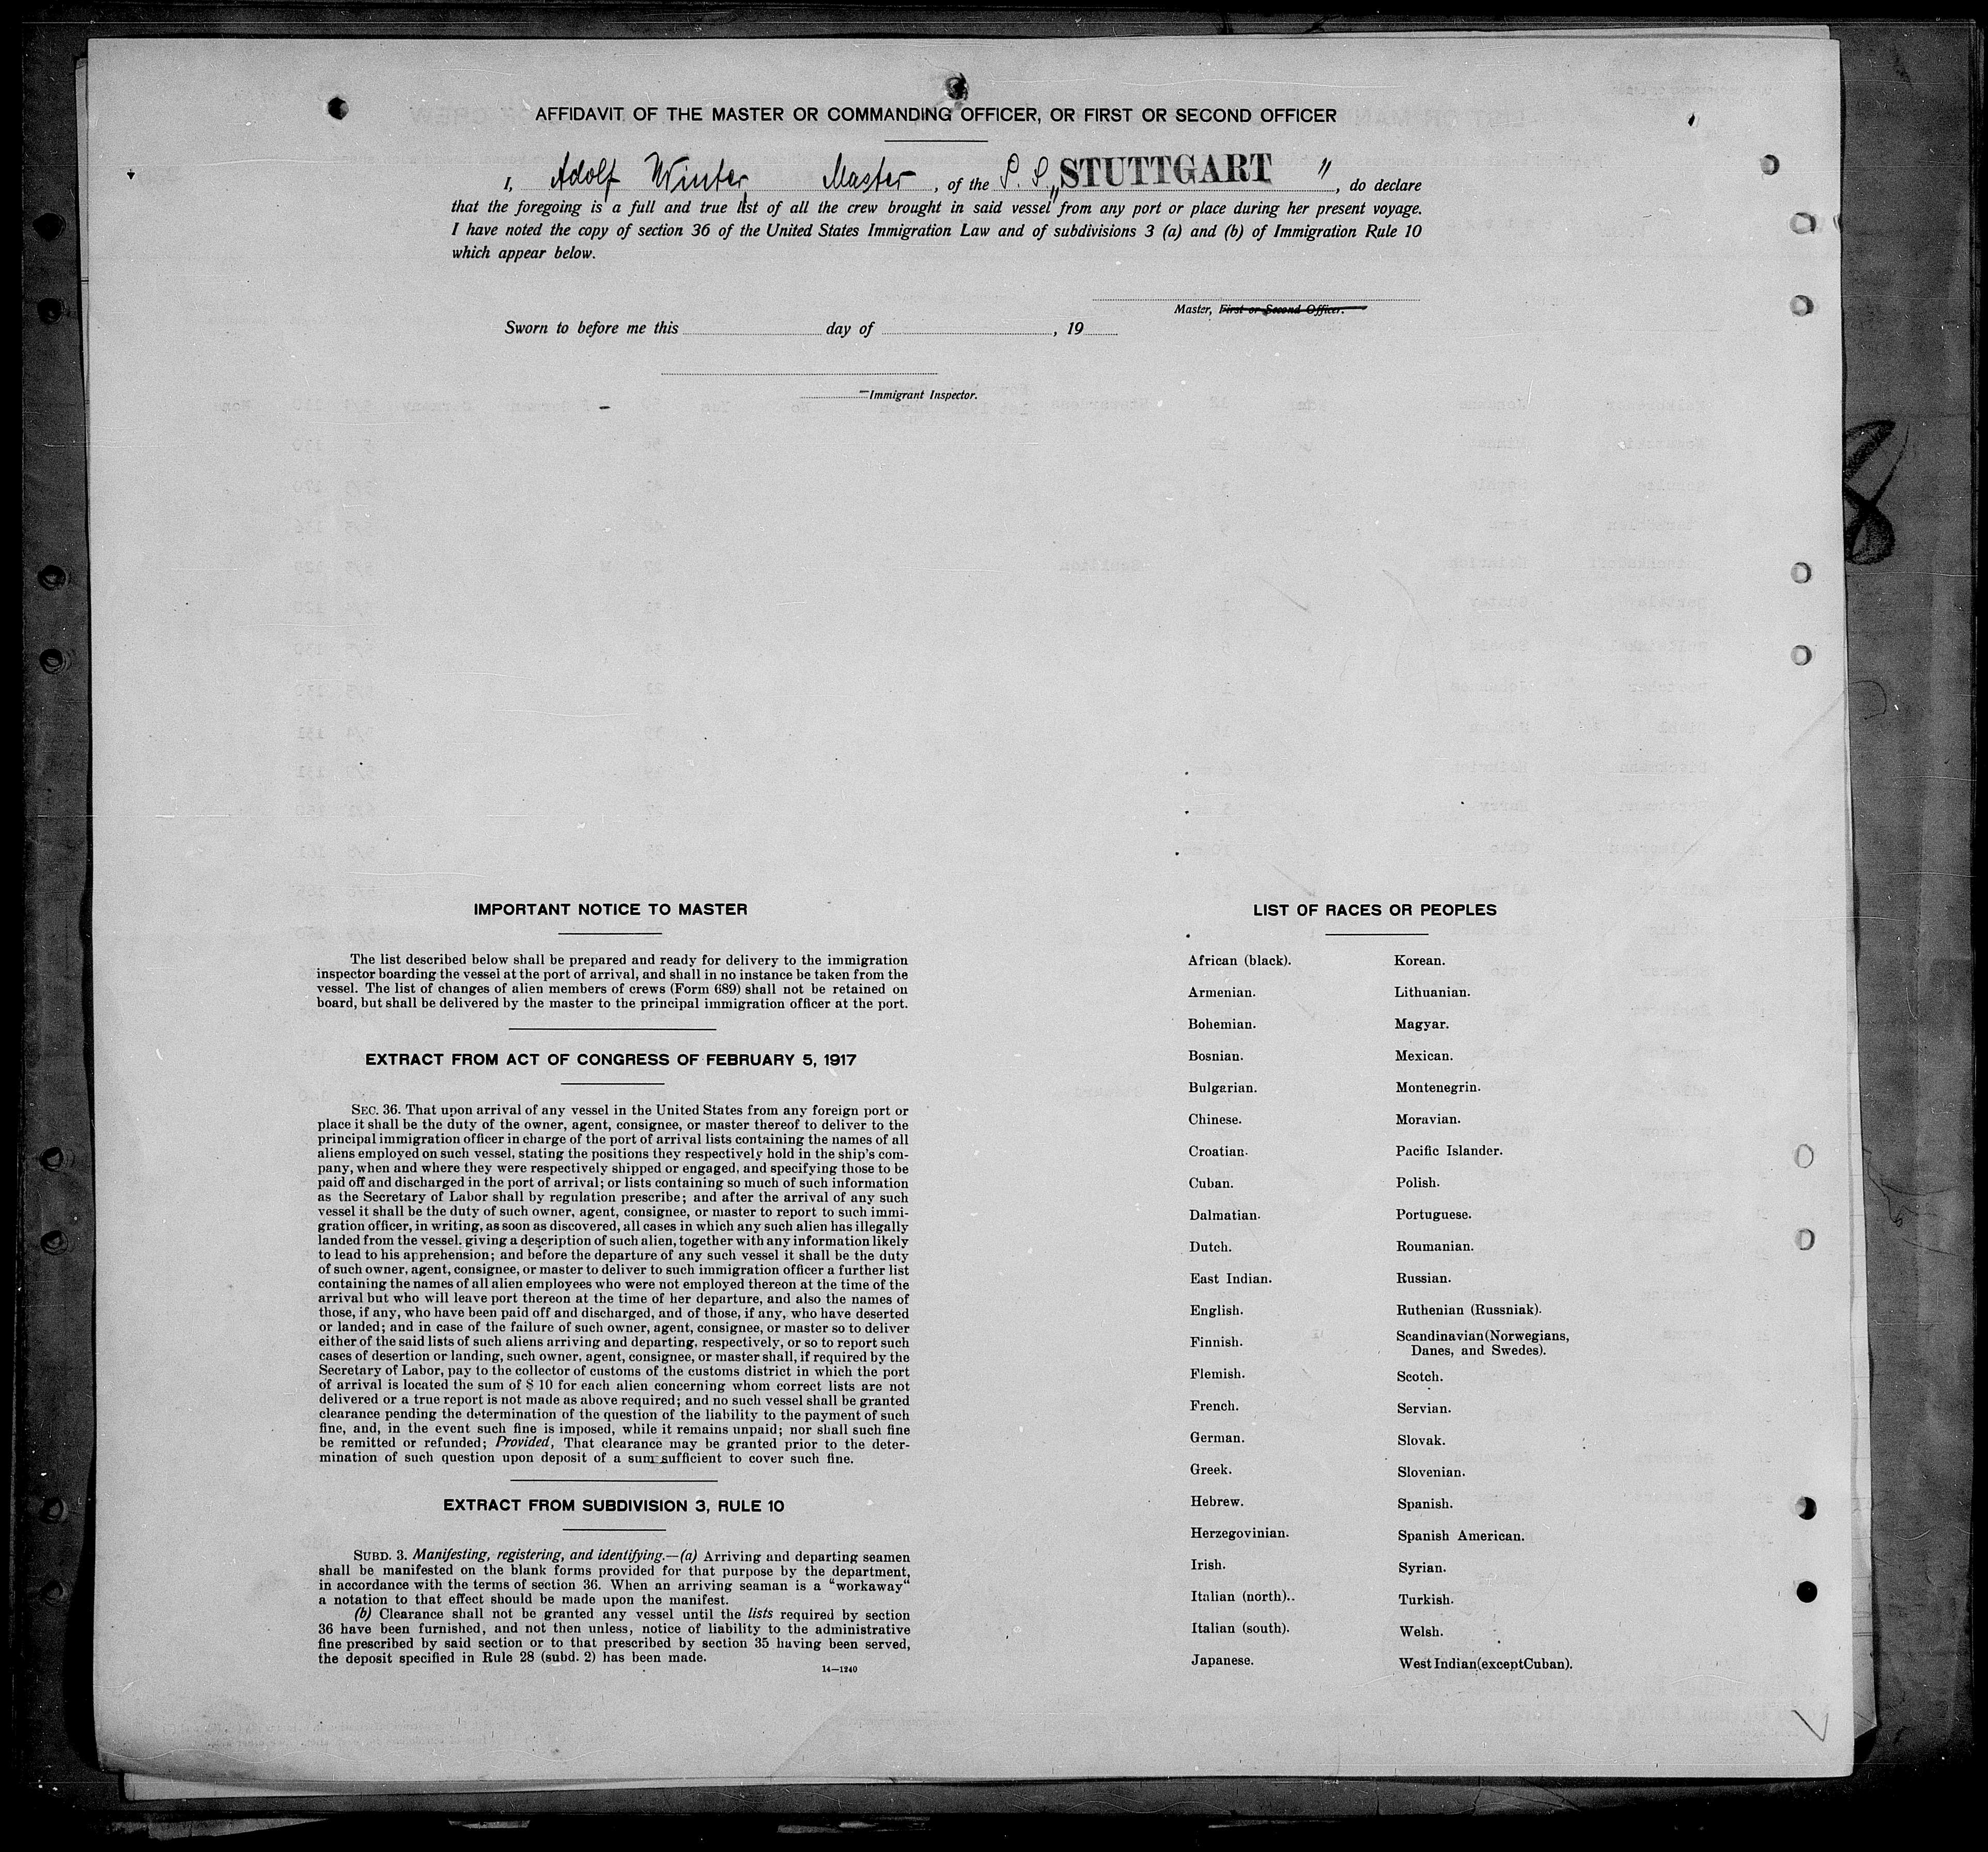 AFFIDAVIT OF THE MASTER OR COMMANDING OFFICER, OR FIRST OR SECOND OFFICER
I, Adolf Winter, Master, of the S. S. „STUTTGART", do declare
that the foregoing is a full and true list of all the crew brought in said vessel from any port or place during her present voyage.
I have noted the copy of section 36 of the United States Immigration Law and of subdivisions 3 (a) and (b) of Immigration Rule 10
which appear below.
Master, First or Second Officer.
Sworn to before me this day of , 19
Immigrant Inspector.
8
IMPORTANT NOTICE TO MASTER
The list described below shall be prepared and ready for delivery to the immigration
inspector boarding the vessel at the port of arrival, and shall in no instance be taken from the
vessel. The list of changes of alien members of crews (Form 689) shall not be retained on
board, but shall be delivered by the master to the principal immigration officer at the port.
EXTRACT FROM ACT OF CONGRESS OF FEBRUARY 5, 1917
SEC. 36. That upon arrival of any vessel in the United States from any foreign port or
place it shall be the duty of the owner, agent, consignee, or master thereof to deliver to the
principal immigration officer in charge of the port of arrival lists containing the names of all
aliens employed on such vessel, stating the positions they respectively hold in the ship's com-
pany, when and where they were respectively shipped or engaged, and specifying those to be
paid off and discharged in the port of arrival; or lists containing so much of such information
as the Secretary of Labor shall by regulation prescribe; and after the arrival of any such
vessel it shall be the duty of such owner, agent, consignee, or master to report to such immi-
gration officer, in writing, as soon as discovered, all cases in which any such alien has illegally
landed from the vessel. giving a description of such alien, together with any information likely
to lead to his apprehension; and before the departure of any such vessel it shall be the duty
of such owner, agent, consignee, or master to deliver to such immigration officer a further list
containing the names of all alien employees who were not employed thereon at the time of the
arrival but who will leave port thereon at the time of her departure, and also the names of
those, if any, who have been paid off and discharged, and of those, if any, who have deserted
or landed; and in case of the failure of such owner, agent, consignee, or master so to deliver
either of the said lists of such aliens arriving and departing, respectively, or so to report such
cases of desertion or landing, such owner, agent, consignee, or master shall, if required by the
Secretary of Labor, pay to the collector of customs of the customs district in which the port
of arrival is located the sum of $ 10 for each alien concerning whom correct lists are not
delivered or a true report is not made as above required; and no such vessel shall be granted
clearance pending the determination of the question of the liability to the payment of such
fine, and, in the event such fine is imposed, while it remains unpaid; nor shall such fine
be remitted or refunded; Provided, That clearance may be granted prior to the deter-
mination of such question upon deposit of a sum sufficient to cover such fine.
EXTRACT FROM SUBDIVISION 3, RULE 10
SUBD. 3. Manifesting, registering, and identifying.—(a) Arriving and departing seamen
shall be manifested on the blank forms provided for that purpose by the department,
in accordance with the terms of section 36. When an arriving seaman is a “workaway“
a notation to that effect should be made upon the manifest.
(b) Clearance shall not be granted any vessel until the lists required by section
36 have been furnished, and not then unless, notice of liability to the administrative
fine prescribed by said section or to that prescribed by section 35 having been served,
the deposit specified in Rule 28 (subd. 2) has been made.
14—1240
LIST OF RACES OR PEOPLES
African (black).
Armenian.
Bohemian.
Bosnian.
Bulgarian.
Chinese.
Croatian.
Cuban.
Dalmatian.
Dutch.
East Indian.
English.
Finnish.
Flemish.
French.
German.
Greek.
Hebrew.
Herzegovinian.
Irish.
Italian (north)..
Italian (south).
Japanese.
Korean.
Lithuanian.
Magyar.
Mexican.
Montenegrin.
Moravian.
Pacific Islander.
Polish.
Portuguese.
Roumanian.
Russian.
Ruthenian (Russniak).
Scandinavian (Norwegians,
Danes, and Swedes).
Scotch.
Servian.
Slovak.
Slovenian.
Spanish.
Spanish American.
Syrian.
Turkish.
Welsh.
West Indian (except Cuban).